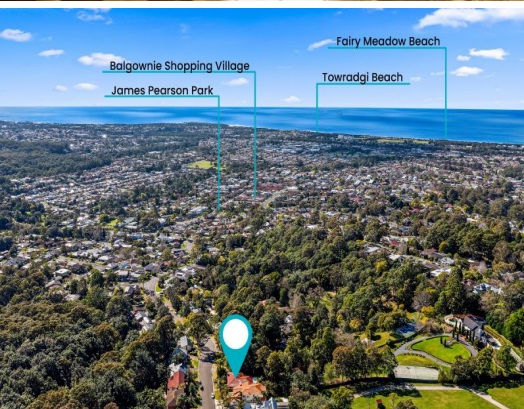 Fairy Meadow Beach
Balgownie Shopping Village
Towradgi Beach
James Pearson Park